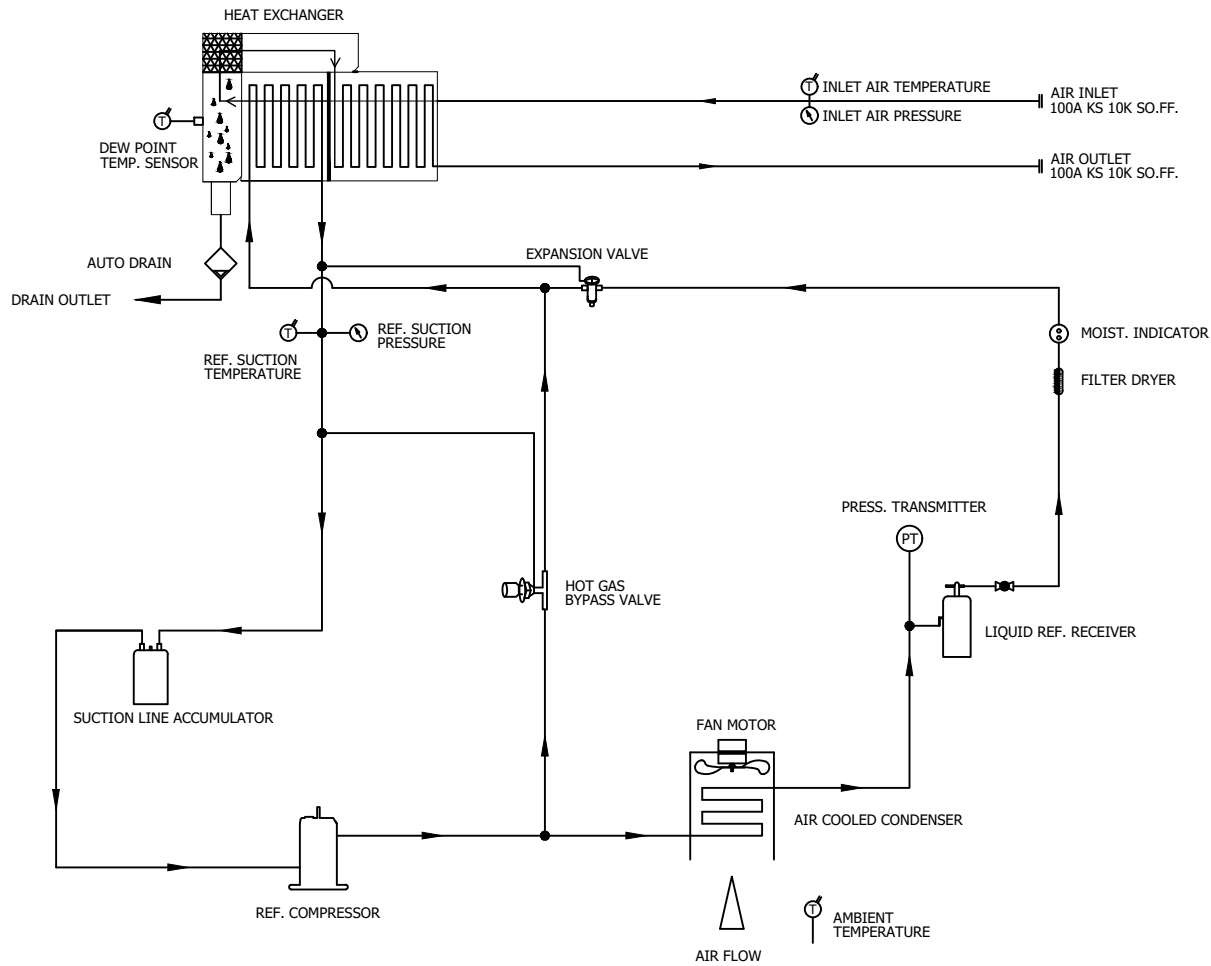 HEAT EXCHANGER
T
INLET AIR TEMPERATURE
INLET AIR PRESSURE
AIR INLET
100A KS 10K SO.FF.
T
DEW POINT
TEMP. SENSOR
AIR OUTLET
100A KS 10K SO.FF.
AUTO DRAIN
DRAIN OUTLET
EXPANSION VALVE
T
REF. SUCTION
PRESSURE
REF. SUCTION
TEMPERATURE
MOIST. INDICATOR
FILTER DRYER
PRESS. TRANSMITTER
PT
HOT GAS
BYPASS VALVE
LIQUID REF. RECEIVER
SUCTION LINE ACCUMULATOR
FAN MOTOR
AIR COOLED CONDENSER
REF. COMPRESSOR
T
AMBIENT
TEMPERATURE
AIR FLOW